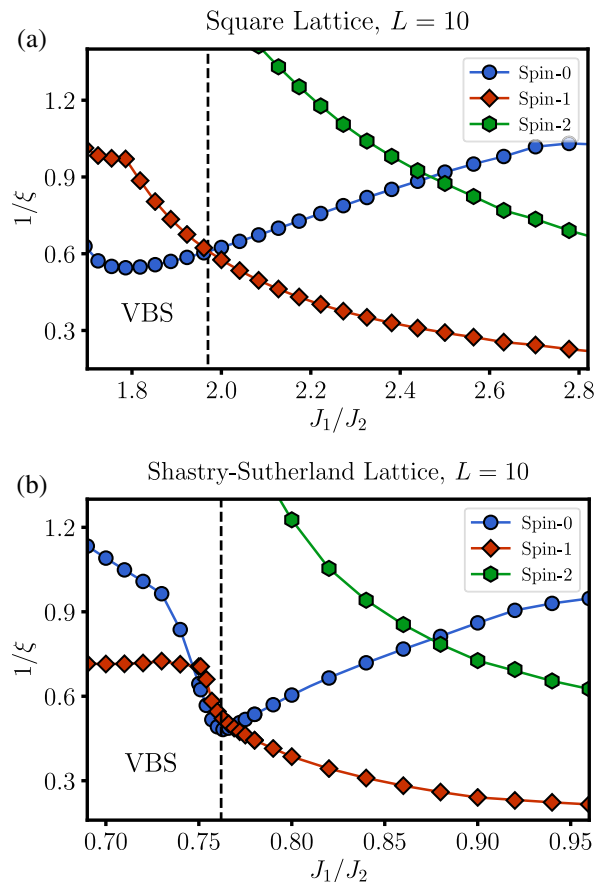 (a)
Square Lattice, L = 10
1.2
0.9
0.6
0.3
1/ξ
Spin-0
Spin-1
Spin-2
VBS
1.8 2.0 2.2 2.4 2.6 2.8
J₁/J₂
(b)
Shastry-Sutherland Lattice, L = 10
1.2
0.9
0.6
0.3
1/ξ
Spin-0
Spin-1
Spin-2
VBS
0.70 0.75 0.80 0.85 0.90 0.95
J₁/J₂